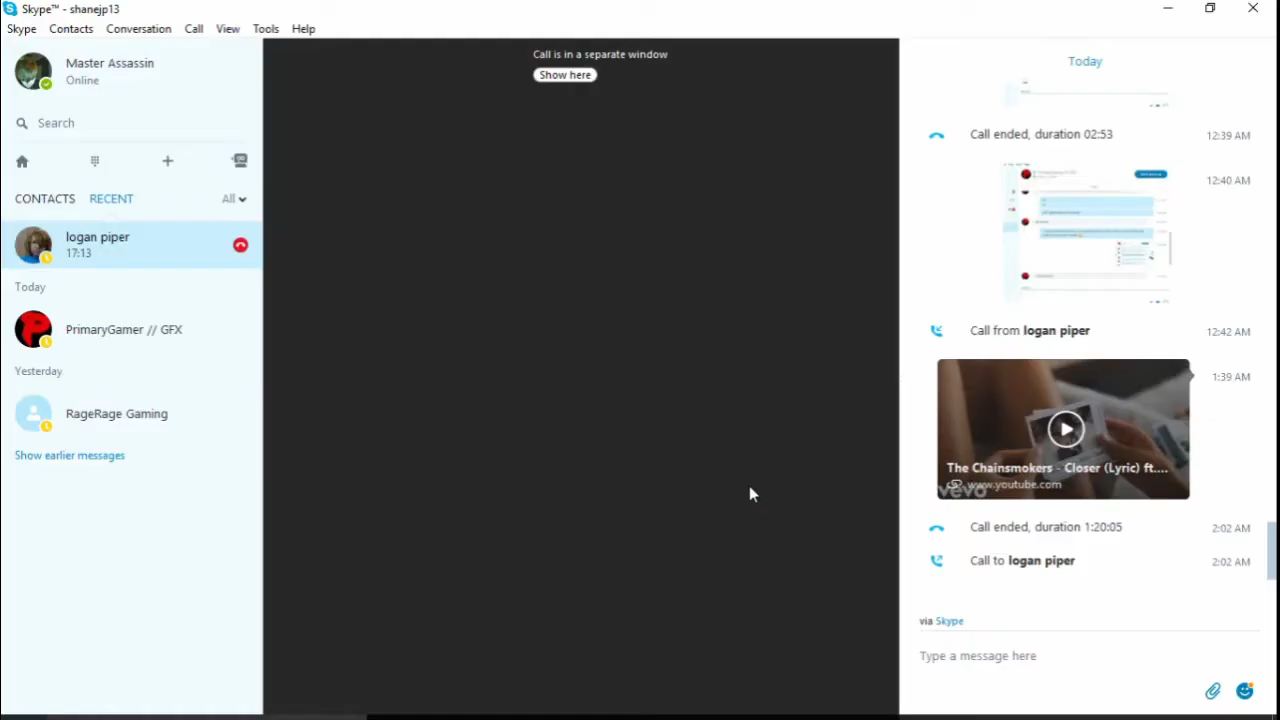 Skype™ - shanejp13
Skype Contacts Conversation Call View Tools Help
Master Assassin
Online
Search
CONTACTS RECENT All
logan piper
17:13
Today
PrimaryGamer // GFX
Yesterday
RageRage Gaming
Show earlier messages
Call is in a separate window
Show here
Today
Call ended, duration 02:53 12:39 AM
12:40 AM
Call from logan piper 12:42 AM
1:39 AM
The Chainsmokers - Closer (Lyric) ft....
www.youtube.com
vevo
Call ended, duration 1:20:05 2:02 AM
Call to logan piper 2:02 AM
via Skype
Type a message here